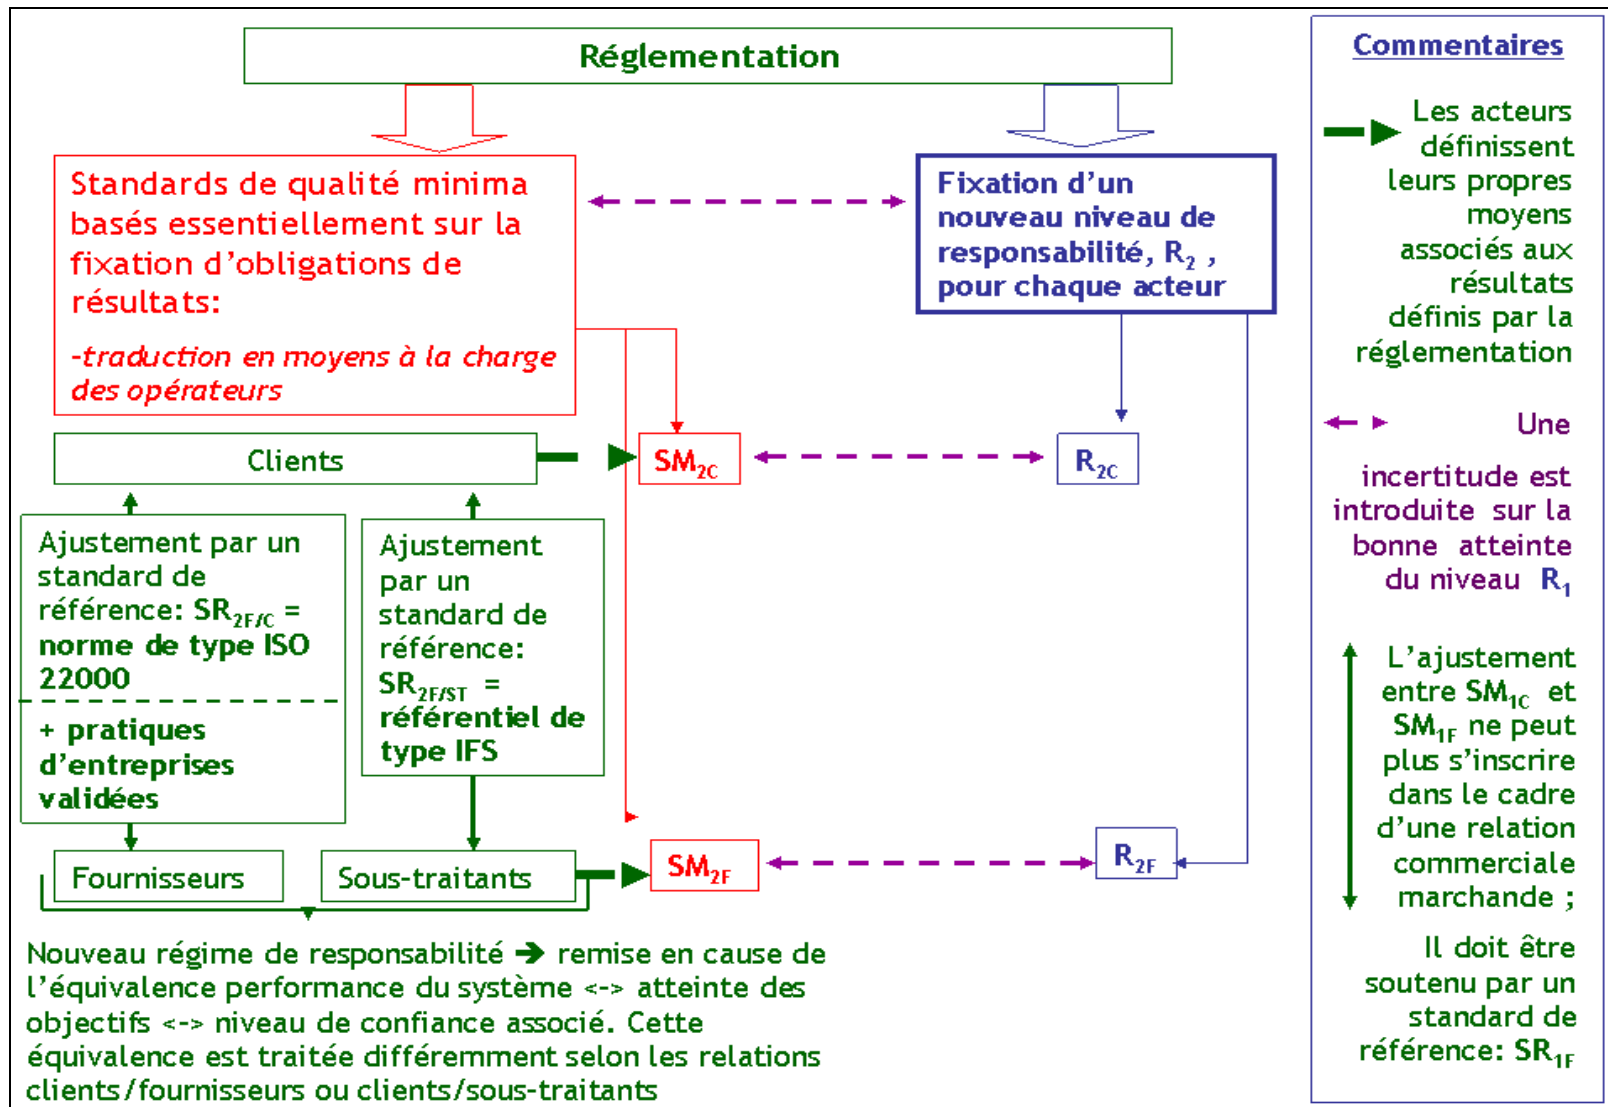 Réglementation
Standards de qualité minima
basés essentiellement sur la
fixation d'obligations de
résultats:
-traduction en moyens à la charge
des opérateurs
Fixation d'un
nouveau niveau de
responsabilité, R2 ,
pour chaque acteur
Clients
SM2C
R2C
Ajustement par un
standard de
référence: SR2F/C =
norme de type ISO
22000
+ pratiques
d'entreprises
validées
Ajustement
par un
standard de
référence:
SR2F/ST =
référentiel de
type IFS
Fournisseurs
Sous-traitants
SM2F
R2F
Nouveau régime de responsabilité ➔ remise en cause de
l'équivalence performance du système <-> atteinte des
objectifs <-> niveau de confiance associé. Cette
équivalence est traitée différemment selon les relations
clients/fournisseurs ou clients/sous-traitants
Commentaires
Les acteurs
définissent
leurs propres
moyens
associés aux
résultats
définis par la
réglementation
Une
incertitude est
introduite sur la
bonne atteinte
du niveau R1
L'ajustement
entre SM1C et
SM1F ne peut
plus s'inscrire
dans le cadre
d'une relation
commerciale
marchande ;
Il doit être
soutenu par un
standard de
référence: SR1F